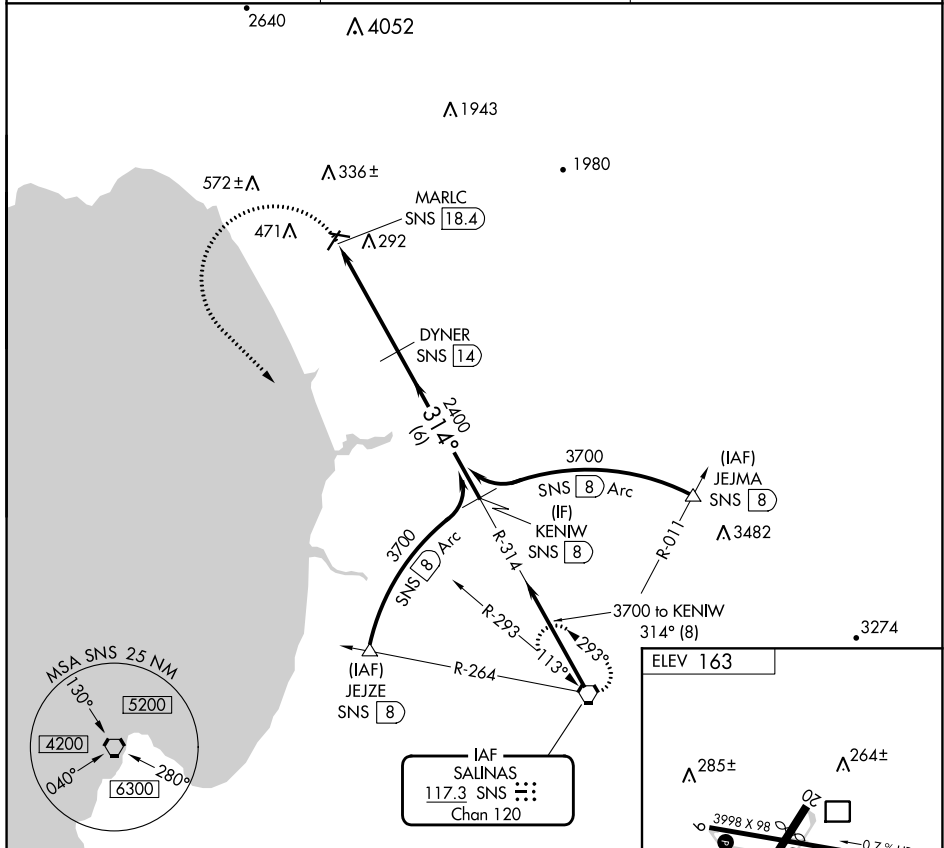 2640
4052
1943
1980
572±
336±
MARLC
SNS 18.4
471
292
DYNER
SNS 14
2400
314°
(6)
3700
SNS 8 Arc
(IAF)
JEJMA
SNS 8
(IF)
KENIW
SNS 8
3482
3700
SNS 8 Arc
R-314
R-011
R-293
3700 to KENIW
314° (8)
293°
113°
3274
R-264
(IAF)
JEJZE
SNS 8
MSA SNS 25 NM
130°
5200
4200
040°
280°
6300
IAF
SALINAS
117.3 SNS
Chan 120
ELEV 163
285±
264±
20
9
3998 X 98
P